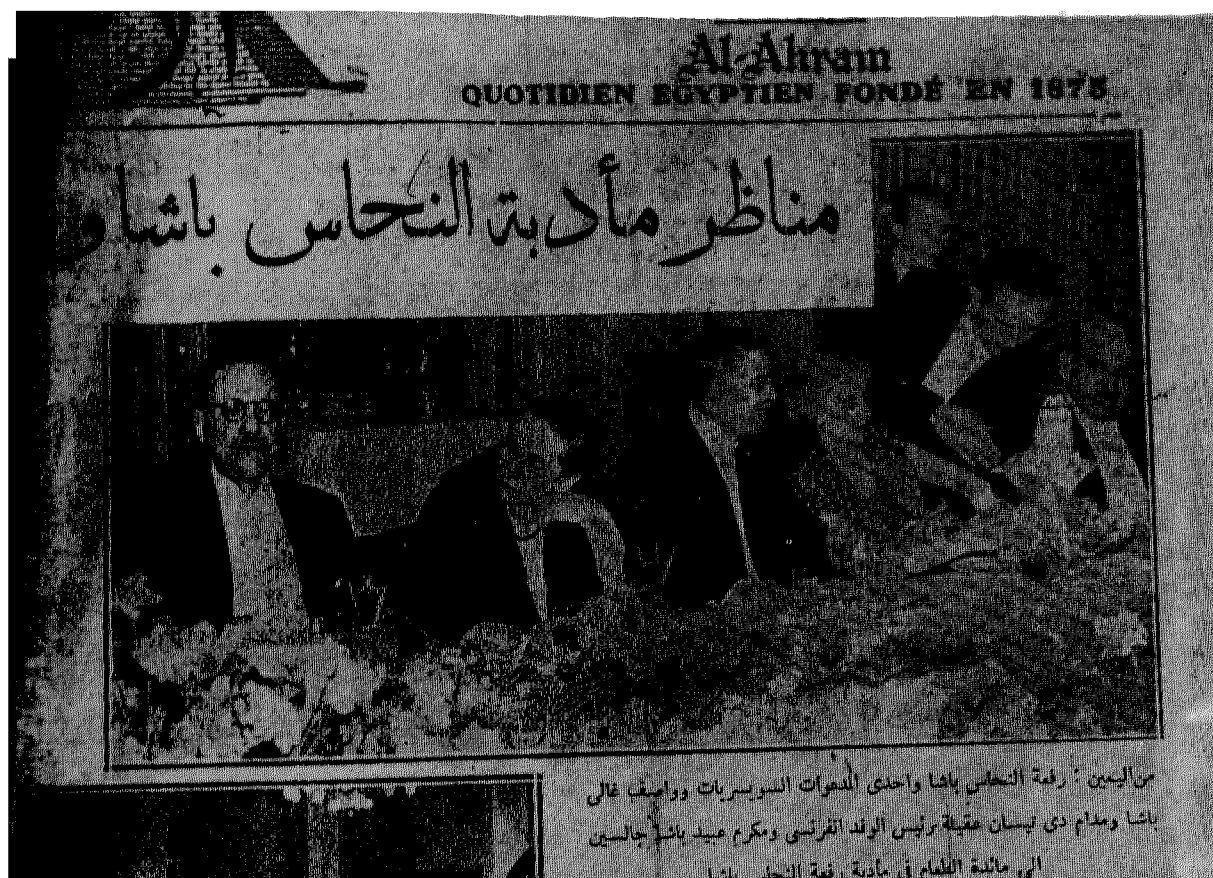 Al-Ahram
QUOTIDIEN EGYPTIEN FONDÉ EN 1875
مناظر مأدبة النحاس باشا و
من اليمين : رفعة النحاس باشا واحدى المدعوات السويسريات وواصف غالى
باشا ومدام دى تيسان عقيلة رئيس الوفد الفرنسى ومكرم عبيد باشا جالسين
الى مائدة الطعام فى مأدبة رفعة النحاس باشا